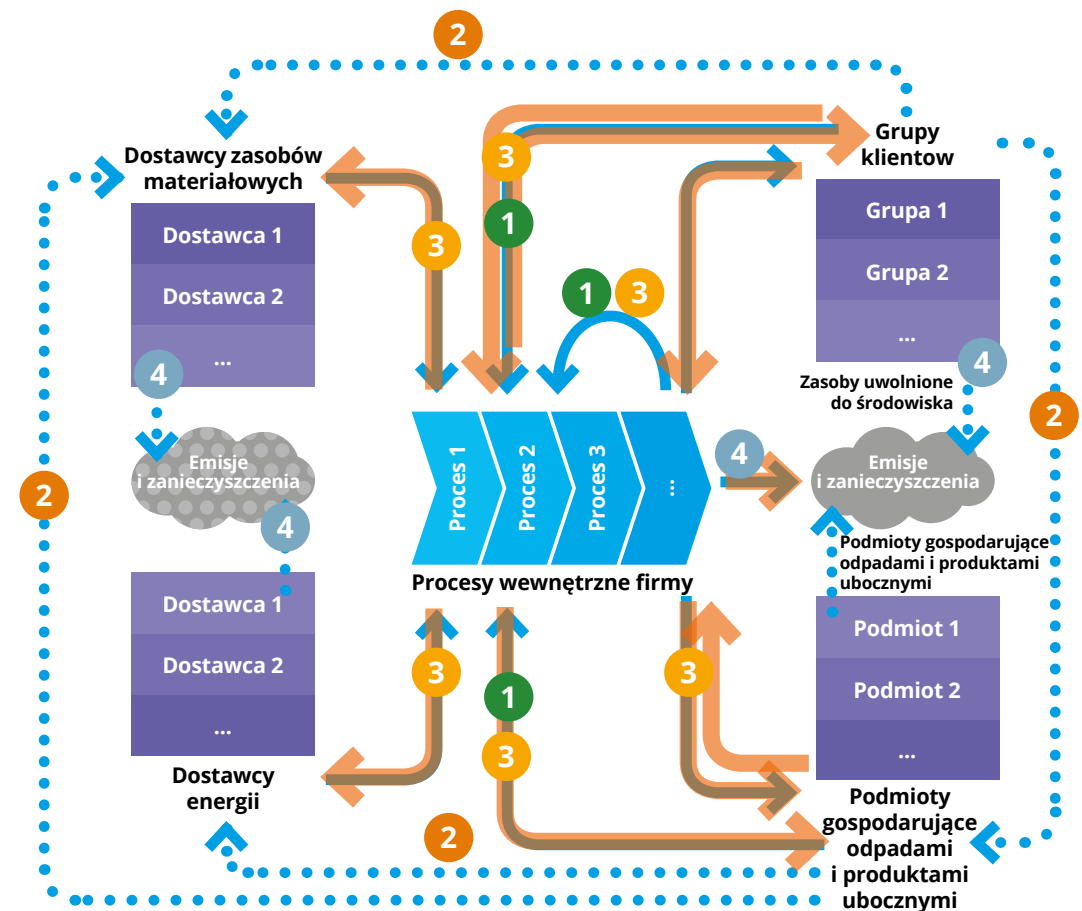 2
Dostawcy zasobów
materiałowych
Dostawca 1
Dostawca 2
...
4
3
3
1
1
3
Grupy
klientow
Grupa 1
Grupa 2
...
4
Zasoby uwolnione
do środowiska
2
Emisje
i zanieczyszczenia
4
2
Proces 1
Proces 2
Proces 3
...
Procesy wewnętrzne firmy
4
Emisje
i zanieczyszczenia
Podmioty gospodarujące
odpadami i produktami
ubocznymi
Dostawca 1
Dostawca 2
...
Dostawcy
energii
3
1
3
3
2
Podmiot 1
Podmiot 2
...
Podmioty
gospodarujące
odpadami
i produktami
ubocznymi